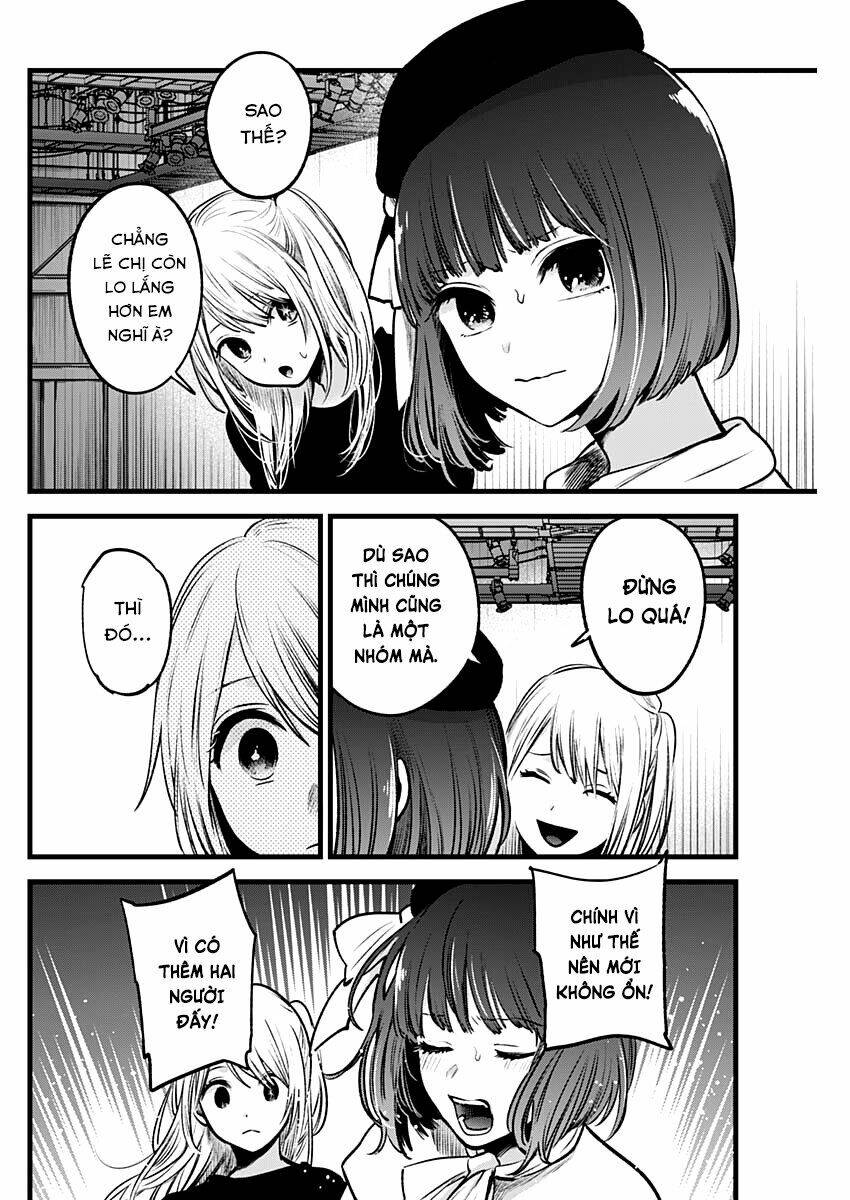 SAO
THẾ?
CHẲNG
LẼ CHỊ CÒN
LO LẮNG
HƠN EM
NGHĨ À?
ĐỪNG
LO QUÁ!
DÙ SAO
THÌ CHÚNG
MÌNH CŨNG
LÀ MỘT
NHÓM MÀ.
THÌ
ĐÓ...
CHÍNH VÌ
NHƯ THẾ
NÊN MỚI
KHÔNG ỔN!
VÌ CÓ
THÊM HAI
NGƯỜI
ĐẤY!